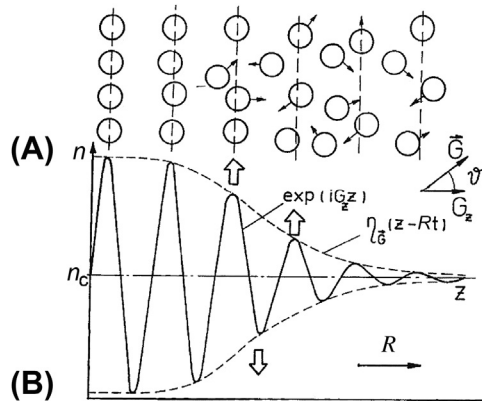 (A)
n
G⃗
ϑ
G_z
exp(iG_z z)
η_G⃗(z-Rt)
n_c
z
R
(B)